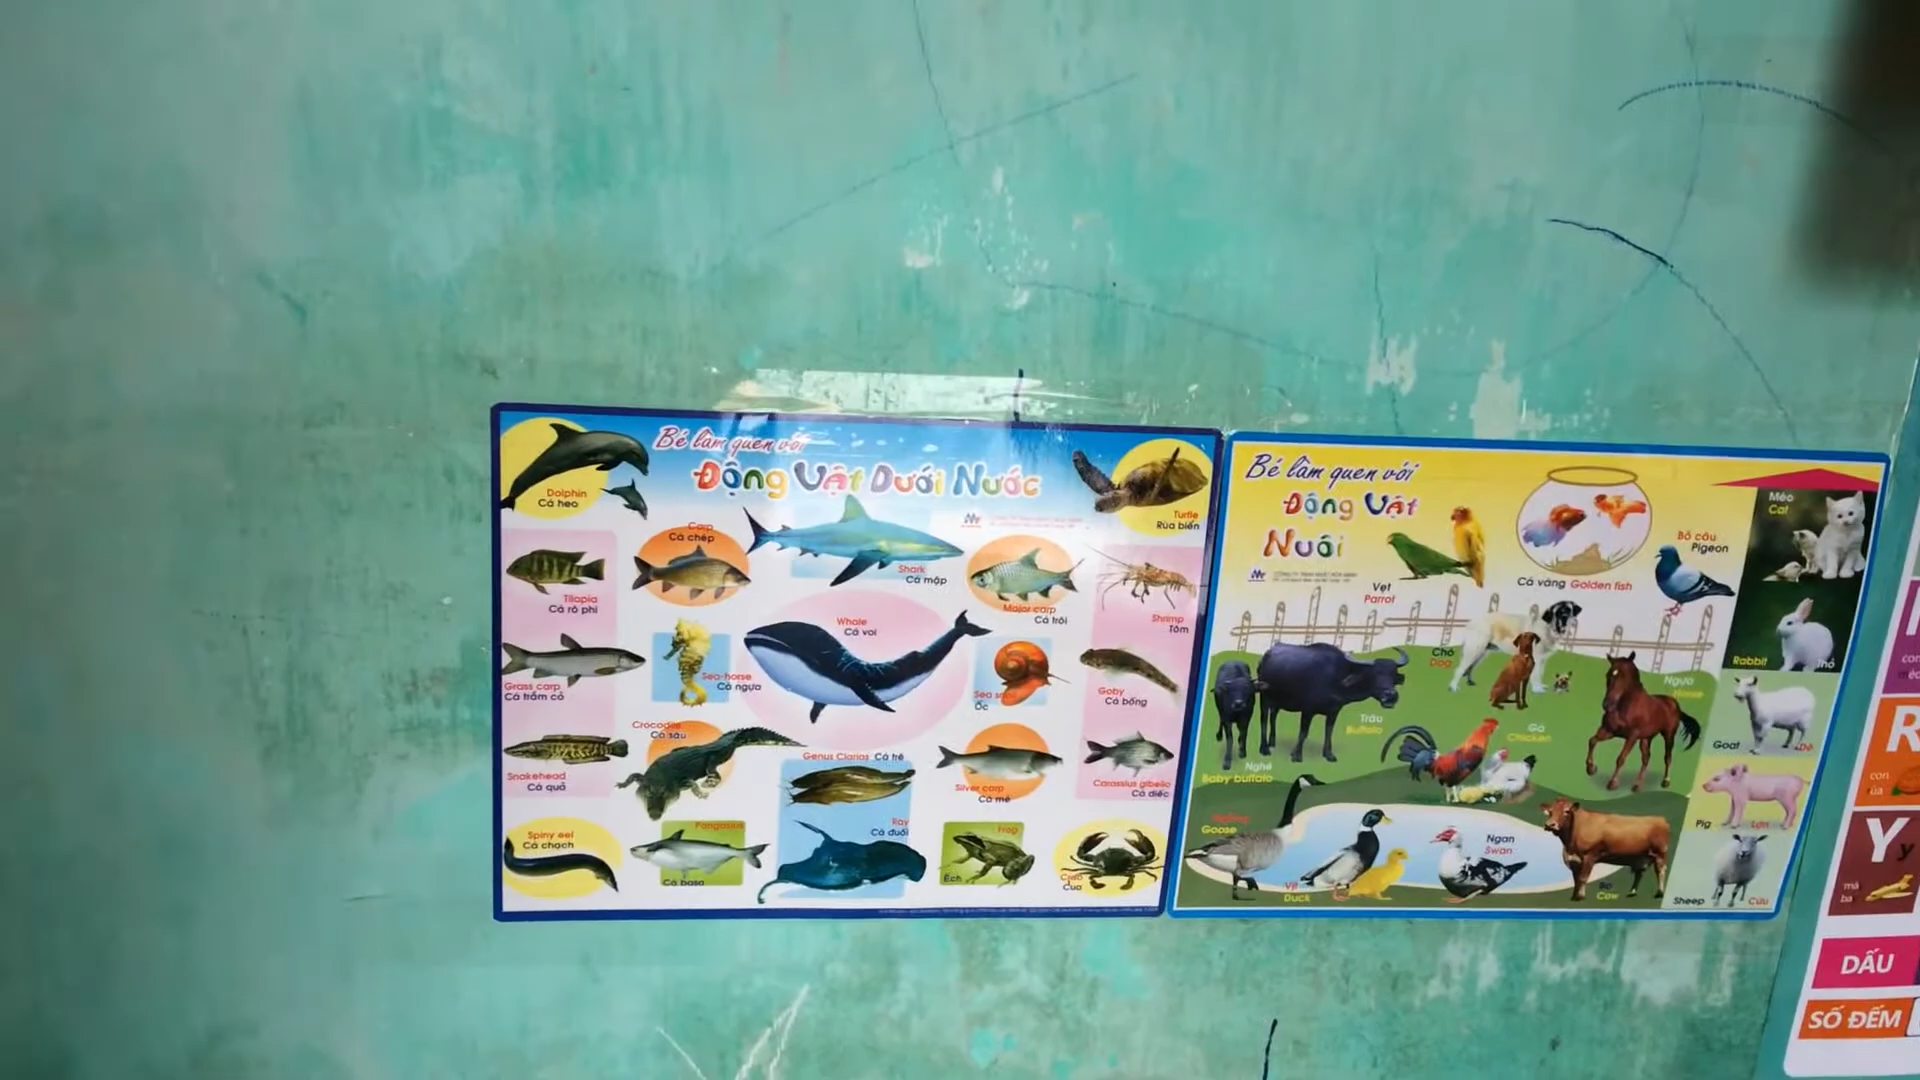 Bé làm quen với
Động Vật Dưới Nước
Dolphin
Cá heo
Turtle
Rùa biển
Carp
Cá chép
Shark
Cá mập
Tilapia
Cá rô phi
Major carp
Cá trôi
Shrimp
Tôm
Whale
Cá voi
Grass carp
Cá trắm cỏ
Sea-horse
Cá ngựa
Ốc
Goby
Cá bống
Crocodile
Cá sấu
Snakehead
Cá quả
Genus Clarias Cá trê
Silver carp
Cá mè
Carassius gibelio
Cá diếc
Spiny eel
Cá chạch
Pangasius
Cá basa
Ray
Cá đuối
Frog
Ếch
Cua
Bé làm quen với
Động Vật
Nuôi
Mèo
Cat
Vẹt
Parrot
Cá vàng Golden fish
Bồ câu
Pigeon
Rabbit Thỏ
Chó
Dog
Ngựa
Horse
Trâu
Buffalo
Nghé
Baby buffalo
Gà
Chicken
Goat Dê
Pig Lợn
Ngỗng
Goose
Vịt
Duck
Ngan
Swan
Bò
Cow
Sheep Cừu
R
con
rùa
Y y
má
ba
DẤU
SỐ ĐẾM